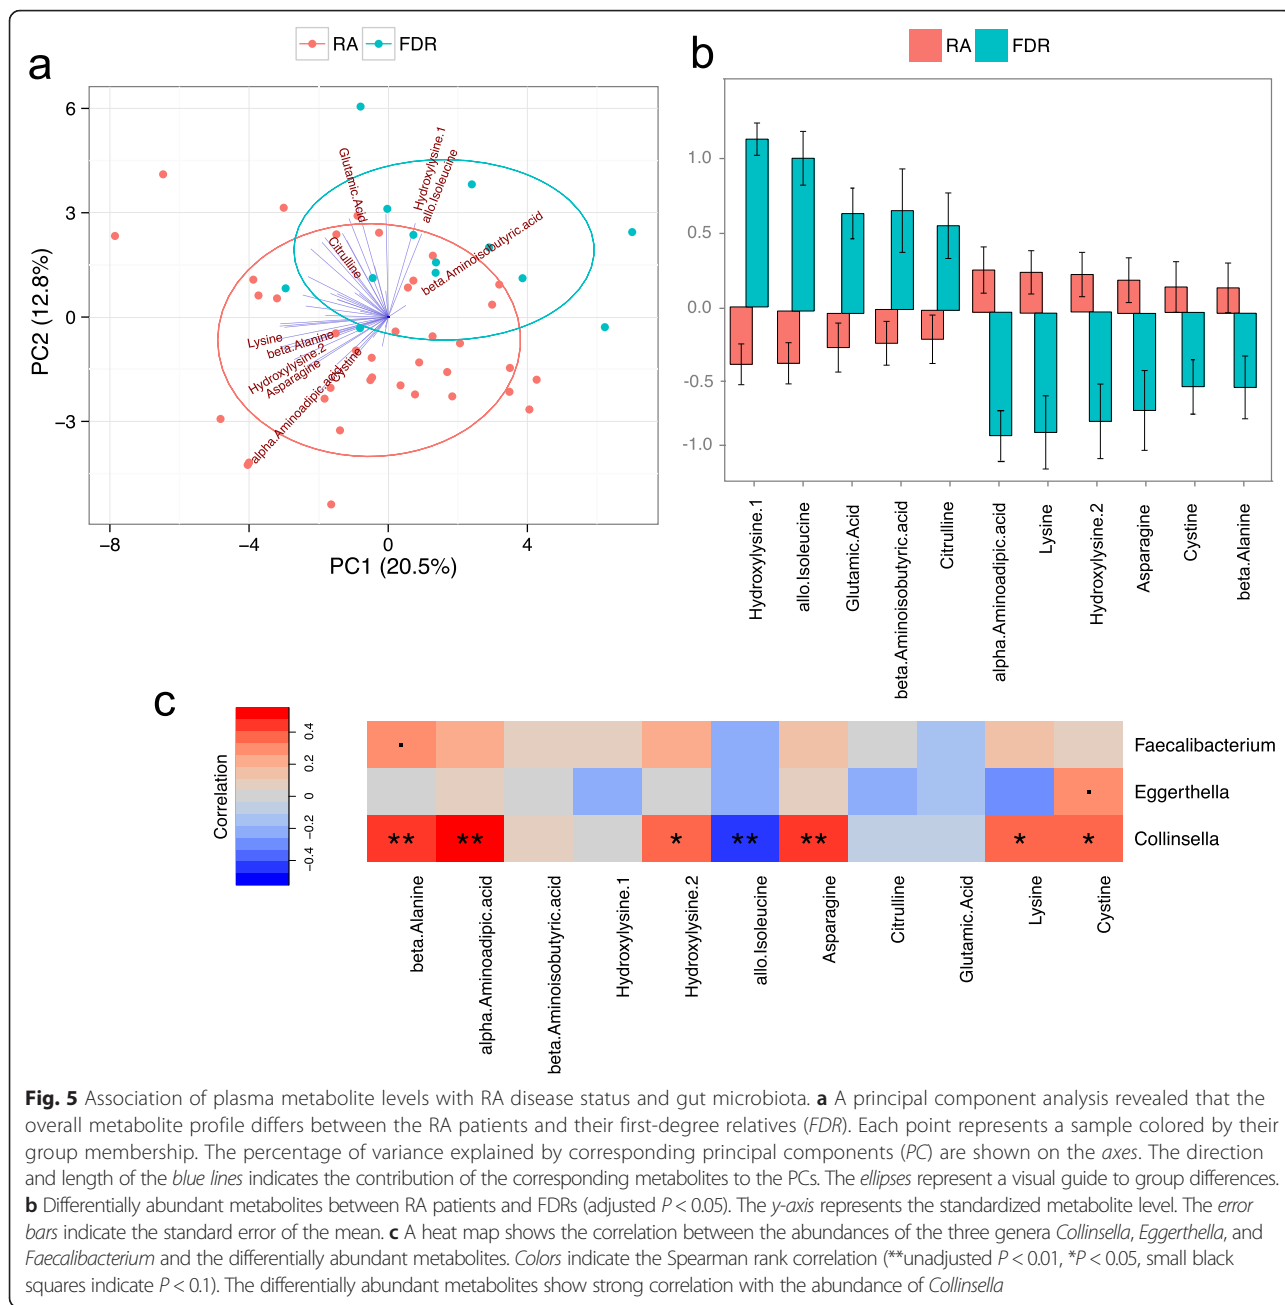 a
RA FDR
6
3
0
−3
−8
−4
0
4
PC2 (12.8%)
PC1 (20.5%)
Glutamic.Acid
Hydroxylysine.1
allo.Isoleucine
Citrulline
beta.Aminoisobutyric.acid
Lysine
beta.Alanine
Hydroxylysine.2
Asparagine
alpha.Aminoadipic.acid
Cystine
b
RA FDR
1.0
0.5
0.0
-0.5
-1.0
Hydroxylysine.1
allo.Isoleucine
Glutamic.Acid
beta.Aminoisobutyric.acid
Citrulline
alpha.Aminoadipic.acid
Lysine
Hydroxylysine.2
Asparagine
Cystine
beta.Alanine
c
Correlation
0.4
0.2
0
−0.2
−0.4
Faecalibacterium
Eggerthella
** ** * ** ** * *
Collinsella
beta.Alanine
alpha.Aminoadipic.acid
beta.Aminoisobutyric.acid
Hydroxylysine.1
Hydroxylysine.2
allo.Isoleucine
Asparagine
Citrulline
Glutamic.Acid
Lysine
Cystine
Fig. 5 Association of plasma metabolite levels with RA disease status and gut microbiota. a A principal component analysis revealed that the
overall metabolite profile differs between the RA patients and their first-degree relatives (FDR). Each point represents a sample colored by their
group membership. The percentage of variance explained by corresponding principal components (PC) are shown on the axes. The direction
and length of the blue lines indicates the contribution of the corresponding metabolites to the PCs. The ellipses represent a visual guide to group differences.
b Differentially abundant metabolites between RA patients and FDRs (adjusted P < 0.05). The y-axis represents the standardized metabolite level. The error
bars indicate the standard error of the mean. c A heat map shows the correlation between the abundances of the three genera Collinsella, Eggerthella, and
Faecalibacterium and the differentially abundant metabolites. Colors indicate the Spearman rank correlation (**unadjusted P < 0.01, *P < 0.05, small black
squares indicate P < 0.1). The differentially abundant metabolites show strong correlation with the abundance of Collinsella